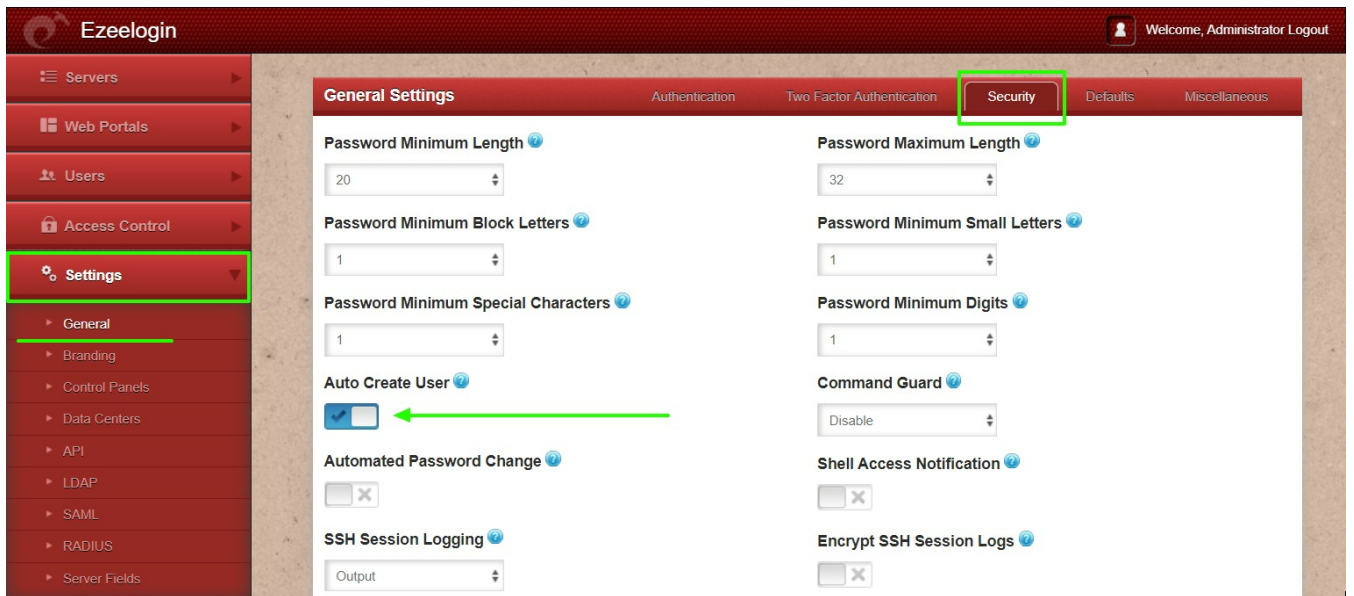 Ezeelogin
Welcome, Administrator Logout
Servers
Web Portals
Users
Access Control
Settings
General
Branding
Control Panels
Data Centers
API
LDAP
SAML
RADIUS
Server Fields
General Settings
Authentication
Two Factor Authentication
Security
Defaults
Miscellaneous
Password Minimum Length ?
Password Maximum Length ?
20
32
Password Minimum Block Letters ?
Password Minimum Small Letters ?
1
1
Password Minimum Special Characters ?
Password Minimum Digits ?
1
1
Auto Create User ?
Command Guard ?
Disable
Automated Password Change ?
Shell Access Notification ?
SSH Session Logging ?
Encrypt SSH Session Logs ?
Output